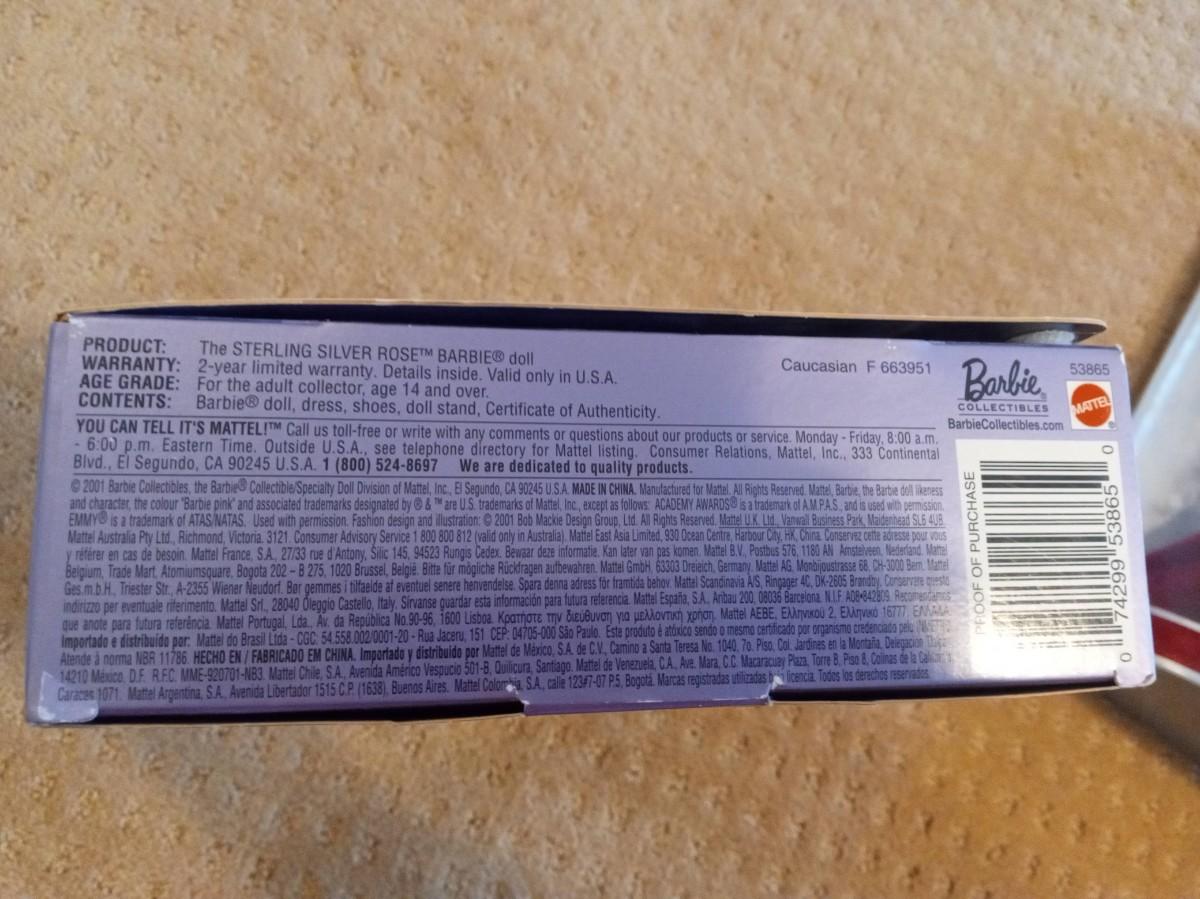 PRODUCT: The STERLING SILVER ROSE™ BARBIE® doll
WARRANTY: 2-year limited warranty. Details inside. Valid only in U.S.A.
AGE GRADE: For the adult collector, age 14 and over.
CONTENTS: Barbie® doll, dress, shoes, doll stand, Certificate of Authenticity.
Caucasian F 663951
Barbie®
COLLECTIBLES
BarbieCollectibles.com
53865
MATTEL®
YOU CAN TELL IT'S MATTEL!™ Call us toll-free or write with any comments or questions about our products or service. Monday - Friday, 8:00 a.m.
- 6:00 p.m. Eastern Time. Outside U.S.A., see telephone directory for Mattel listing. Consumer Relations, Mattel, Inc., 333 Continental
Blvd., El Segundo, CA 90245 U.S.A. 1 (800) 524-8697 We are dedicated to quality products.
© 2001 Barbie Collectibles, the Barbie® Collectible/Specialty Doll Division of Mattel, Inc., El Segundo, CA 90245 U.S.A. MADE IN CHINA. Manufactured for Mattel. All Rights Reserved. Mattel, Barbie, the Barbie doll likeness
and character, the colour "Barbie pink" and associated trademarks designated by ® & ™ are U.S. trademarks of Mattel, Inc., except as follows: ACADEMY AWARDS® is a trademark of A.M.P.A.S., and is used with permission.
EMMY® is a trademark of ATAS/NATAS. Used with permission. Fashion design and illustration: © 2001 Bob Mackie Design Group, Ltd. All Rights Reserved. Mattel U.K. Ltd., Vanwall Business Park, Maidenhead SL6 4UB.
Mattel Australia Pty Ltd., Richmond, Victoria. 3121. Consumer Advisory Service 1 800 800 812 (valid only in Australia). Mattel East Asia Limited, 930 Ocean Centre, Harbour City, HK, China. Conservez cette adresse pour vous
y référer en cas de besoin. Mattel France, S.A., 27/33 rue d'Antony, Silic 145, 94523 Rungis Cedex. Bewaar deze informatie. Kan later van pas komen. Mattel B.V., Postbus 576, 1180 AN Amstelveen, Nederland. Mattel
Belgium, Trade Mart, Atomiumsquare, Bogota 202 – B 275, 1020 Brussel, België. Bitte für mögliche Rückfragen aufbewahren. Mattel GmbH, 63303 Dreieich, Germany. Mattel AG, Monbijoustrasse 68, CH-3000 Bern. Mattel
Ges.m.b.H., Triester Str., A-2355 Wiener Neudorf. Bør gemmes i tilfælde af eventuel senere henvendelse. Spara denna adress för framtida behov. Mattel Scandinavia A/S, Ringager 4C, DK-2605 Brøndby. Conservare questo
indirizzo per eventuale riferimento. Mattel Srl., 28040 Oleggio Castello, Italy. Sírvanse guardar esta información para futura referencia. Mattel España, S.A., Aribau 200, 08036 Barcelona. N.I.F. A08•842809. Recomendamos
que anote para futura referência. Mattel Portugal, Lda., Av. da República No.90-96, 1600 Lisboa. Κρατήστε την διεύθυνση για μελλοντική χρήση. Mattel AEBE, Ελληνικού 2, Ελληνικό 16777, ΕΛΛΑΔΑ
Importado e distribuído por: Mattel do Brasil Ltda - CGC: 54.558.002/0001-20 - Rua Jaceru, 151 CEP: 04705-000 São Paulo. Este produto é atóxico sendo o mesmo certificado por organismo credenciado pelo
Atende à norma NBR 11786. HECHO EN / FABRICADO EM CHINA. Importado y distribuido por Mattel de México, S.A. de C.V., Camino a Santa Teresa No. 1040, 7o. Piso, Col. Jardines en la Montaña, Delegación
14210 México, D.F. R.F.C. MME-920701-NB3. Mattel Chile, S.A., Avenida Américo Vespucio 501-B, Quilicura, Santiago. Mattel de Venezuela, C.A., Ave. Mara, C.C. Macaracuay Plaza, Torre B, Piso 8, Colinas de la
Caracas 1071. Mattel Argentina, S.A., Avenida Libertador 1515 C.P. (1638), Buenos Aires. Mattel Colombia, S.A., calle 123#7-07 P.5, Bogotá. Marcas registradas utilizadas licencia. Todos los derechos reservados.
PROOF OF PURCHASE
0 74299 53865 0